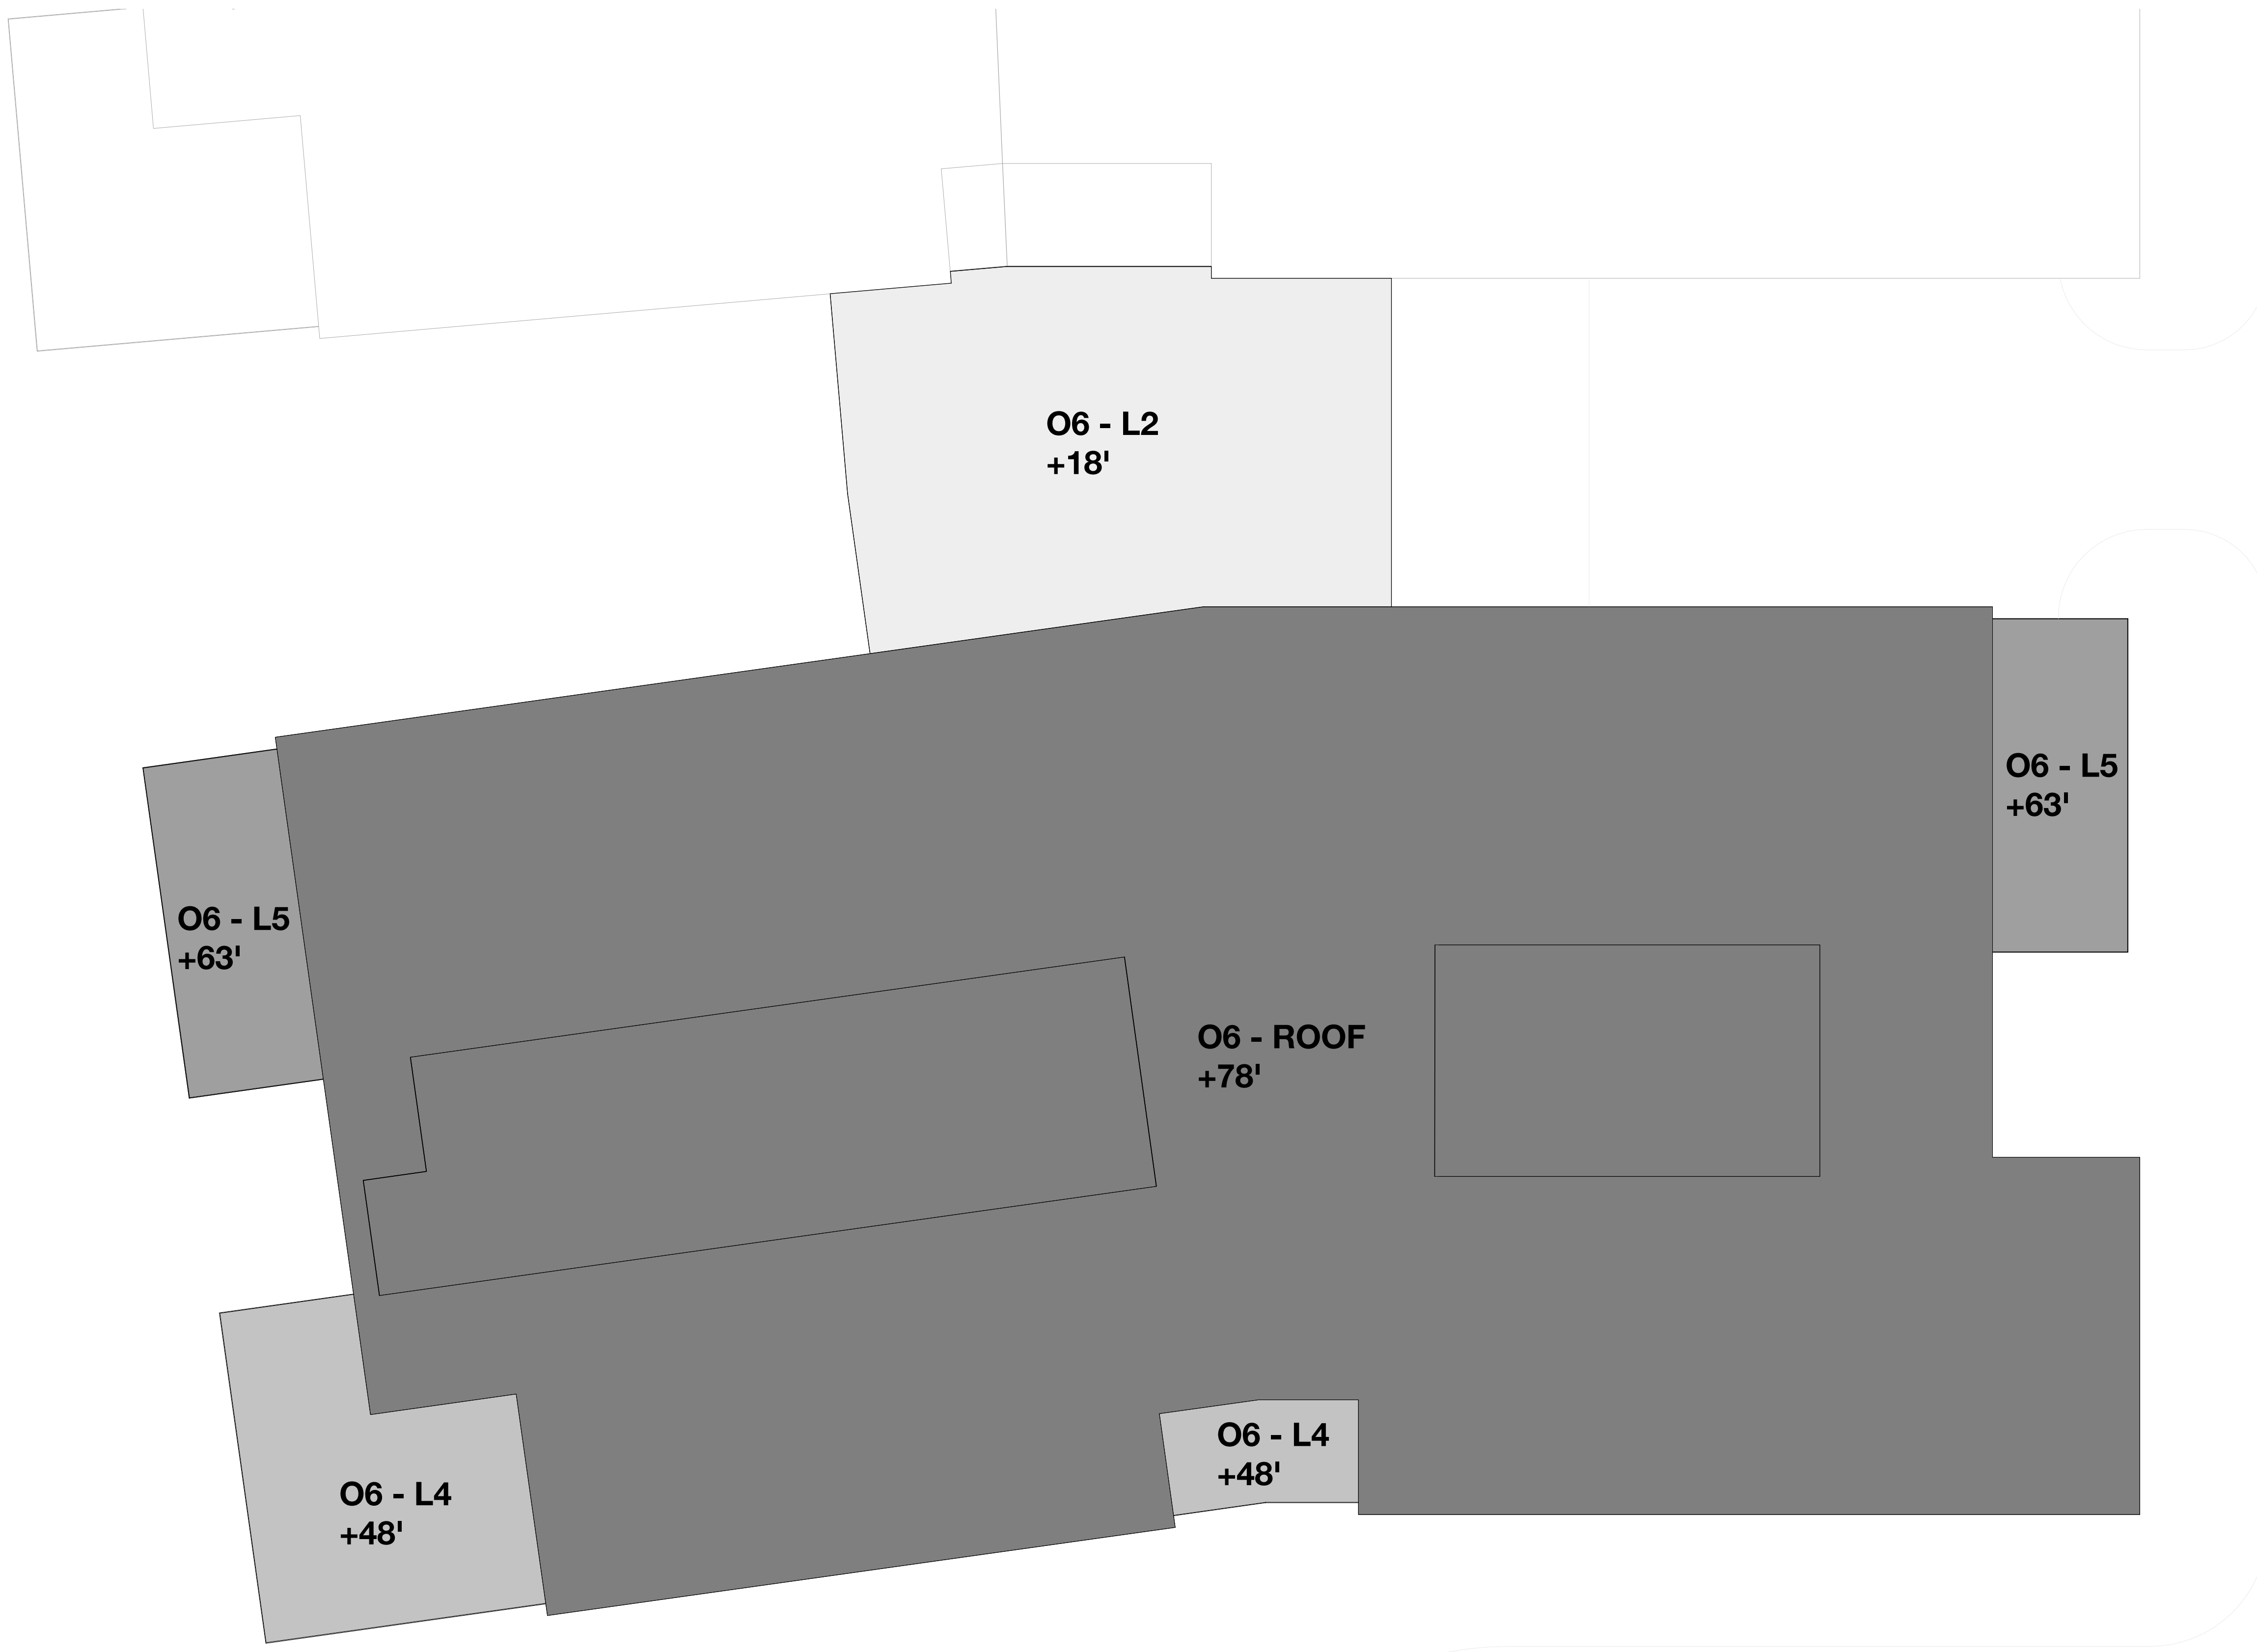 O6 - L2
+18'
O6 - L5
+63'
O6 - L5
+63'
O6 - ROOF
+78'
O6 - L4
+48'
O6 - L4
+48'